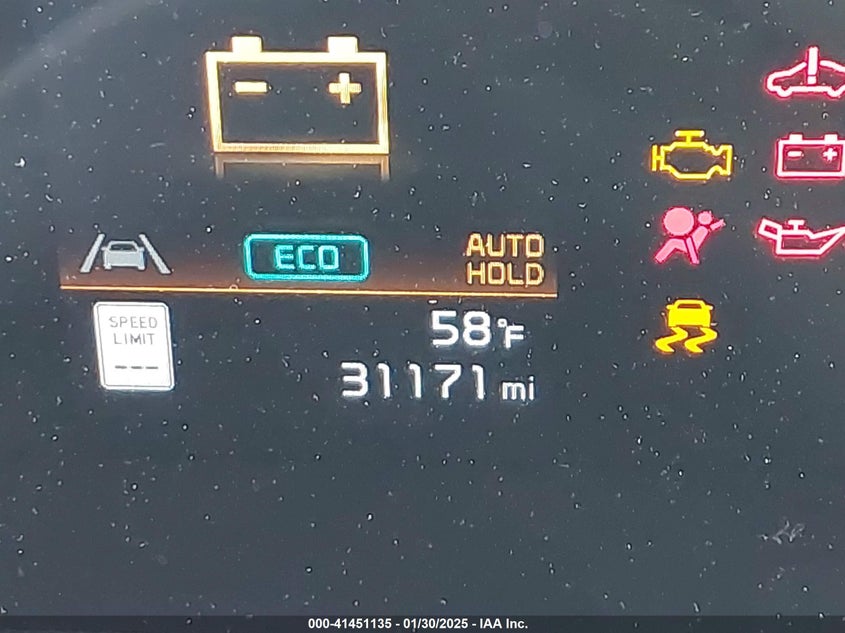 ECO
AUTO
HOLD
SPEED
LIMIT
---
58°F
31171 mi
000-41451135 - 01/30/2025 - IAA Inc.